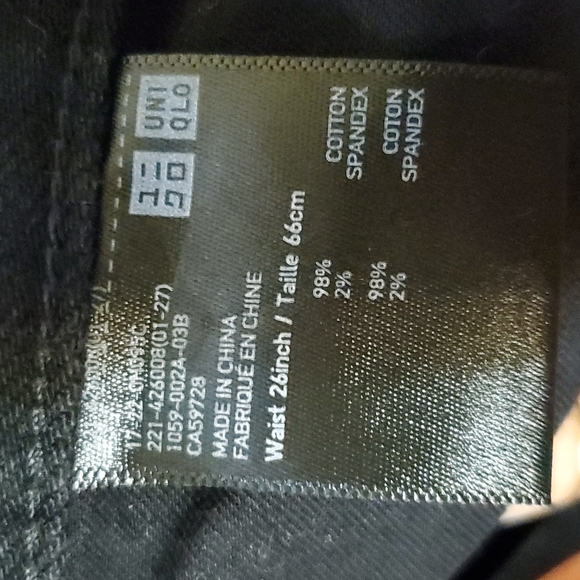 UNI
QLO
ユニ
クロ
221-426008(01-27)
1059-002A-03B
CA59728
MADE IN CHINA
FABRIQUÉ EN CHINE
Waist 26inch / Taille 66cm
98% COTTON
2% SPANDEX
98% COTON
2% SPANDEX